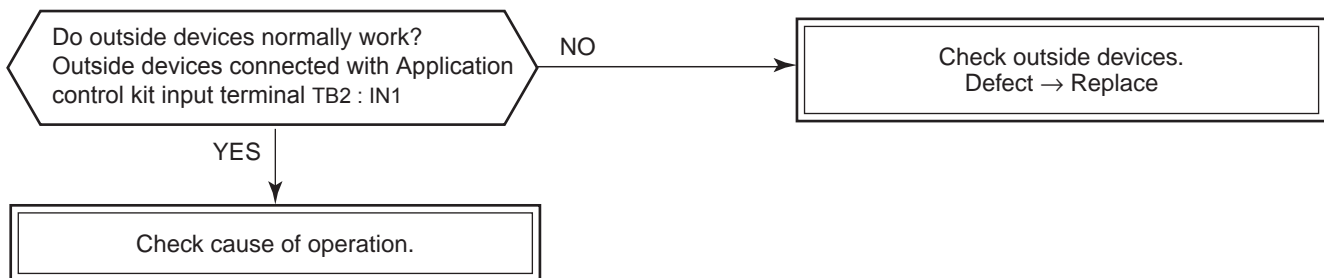 Do outside devices normally work?
Outside devices connected with Application
control kit input terminal TB2 : IN1
NO
Check outside devices.
Defect → Replace
YES
Check cause of operation.